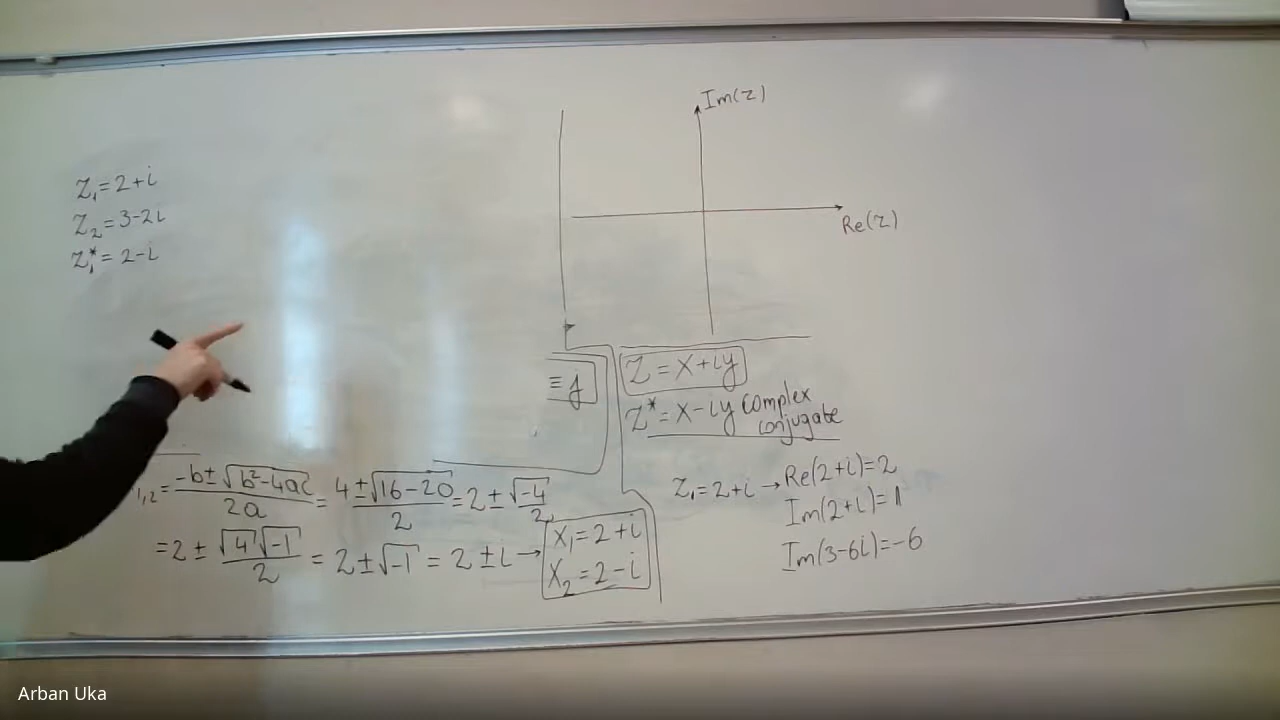 Z₁ = 2+i
Z₂ = 3-2i
Z₁* = 2-i
Im(z)
Re(z)
≡ j
Z = x+iy
Z* = x-iy complex
conjugate
Z₁ = 2+i → Re(2+i)=2
Im(2+i)=1
Im(3-6i)=-6
₁,₂ = (-b±√(b²-4ac))/2a = (4±√(16-20))/2 = 2±√(-4)/2
= 2 ± (√4 √-1)/2 = 2±√-1 = 2±i →
x₁ = 2+i
x₂ = 2-i
Arban Uka